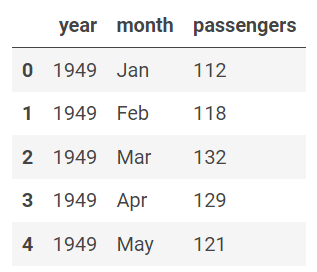 year month passengers
0 1949 Jan 112
1 1949 Feb 118
2 1949 Mar 132
3 1949 Apr 129
4 1949 May 121